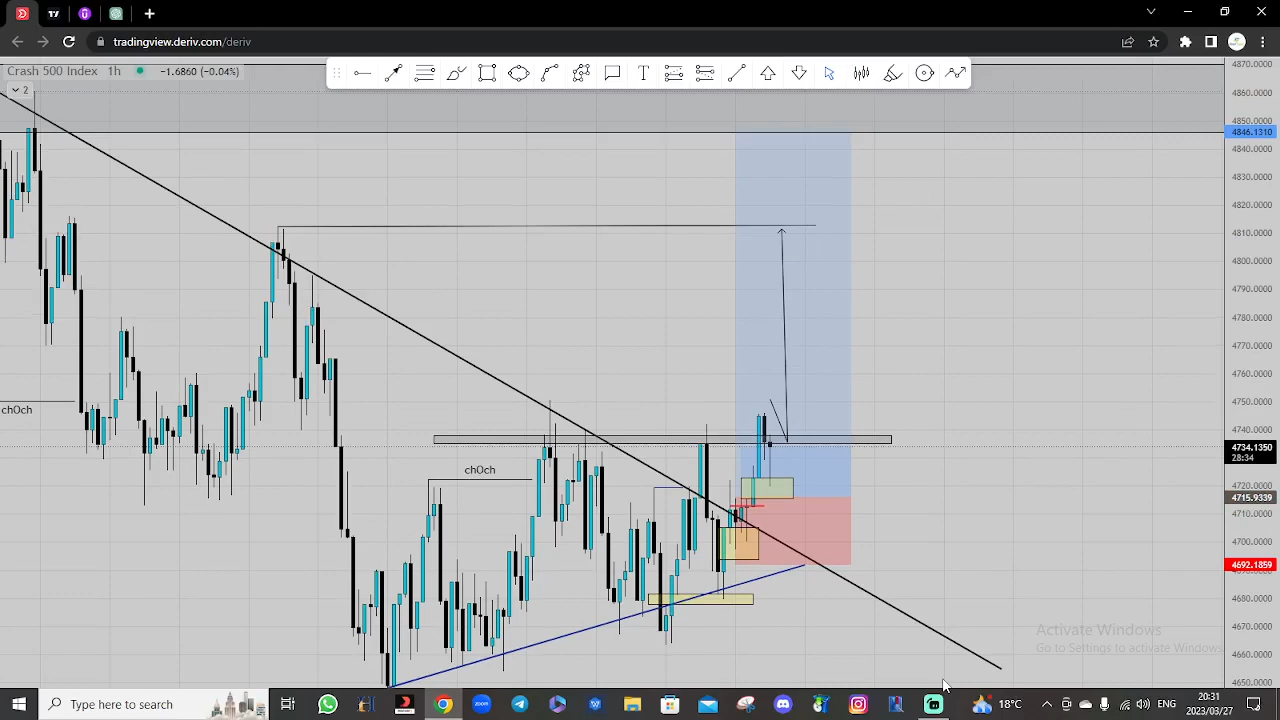 tradingview.deriv.com/deriv
Crash 500 Index 1h -1.6860 (-0.04%)
2
4870.0000
4860.0000
4850.0000
4846.1310
4840.0000
4830.0000
4820.0000
4810.0000
4800.0000
4790.0000
4780.0000
4770.0000
4760.0000
4750.0000
4740.0000
4734.1350
28:34
4720.0000
4715.9339
4710.0000
4700.0000
4692.1859
4680.0000
4670.0000
4660.0000
4650.0000
chOch
chOch
Activate Windows
Go to Settings to activate Windows.
Type here to search
zoom
18°C
ENG
20:31
2023/03/27